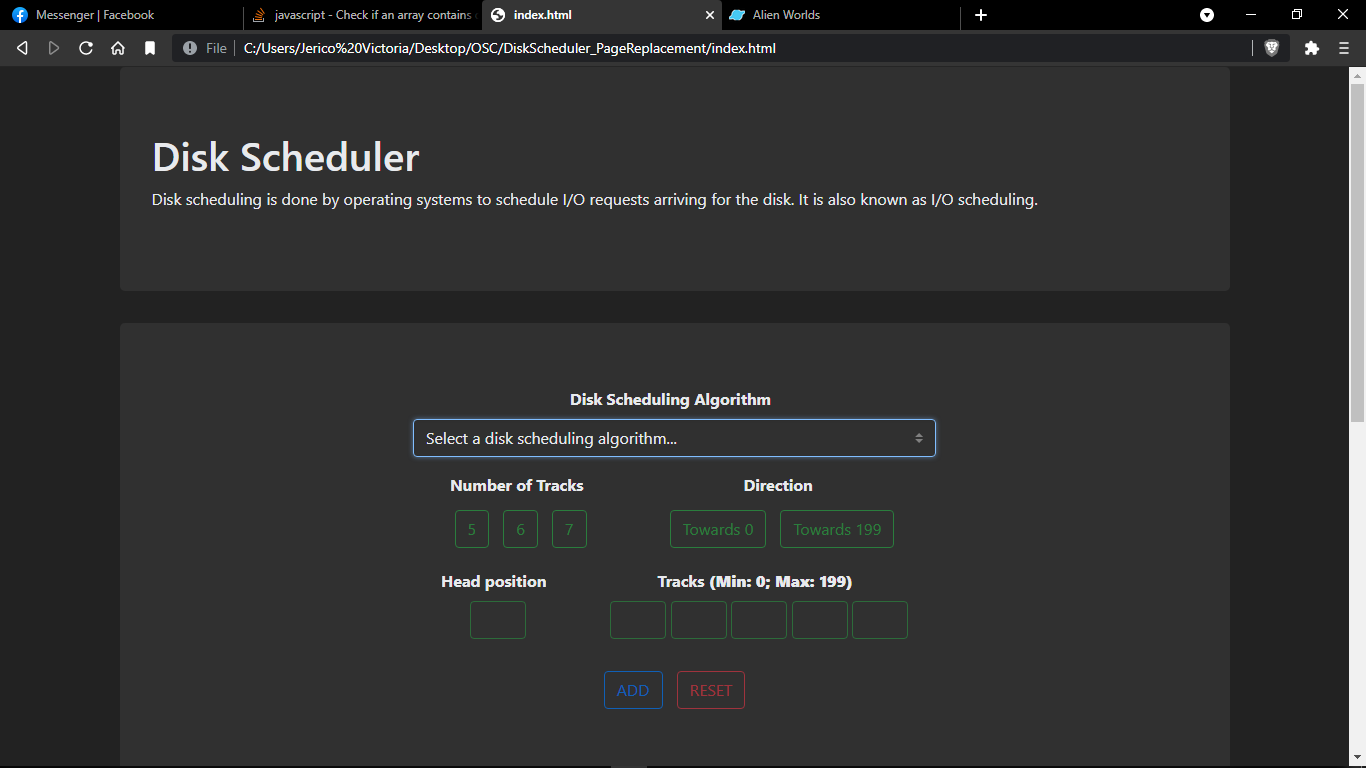 Messenger | Facebook
javascript - Check if an array contains
index.html
Alien Worlds
File
C:/Users/Jerico%20Victoria/Desktop/OSC/DiskScheduler_PageReplacement/index.html
Disk Scheduler
Disk scheduling is done by operating systems to schedule I/O requests arriving for the disk. It is also known as I/O scheduling.
Disk Scheduling Algorithm
Select a disk scheduling algorithm...
Number of Tracks
Direction
5 6 7
Towards 0 Towards 199
Head position
Tracks (Min: 0; Max: 199)
ADD RESET